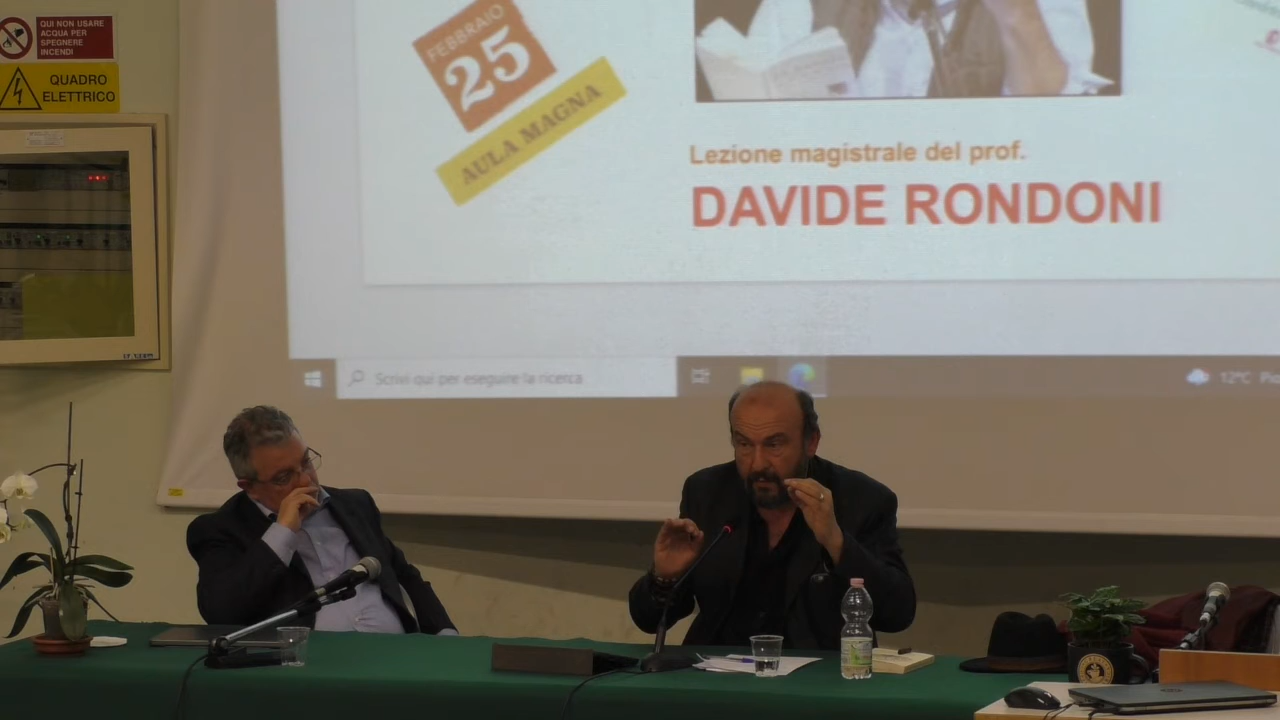 QUI NON USARE
ACQUA PER
SPEGNERE
INCENDI
QUADRO
ELETTRICO
FEBBRAIO
25
AULA MAGNA
Lezione magistrale del prof.
DAVIDE RONDONI
Scrivi qui per eseguire la ricerca
12°C